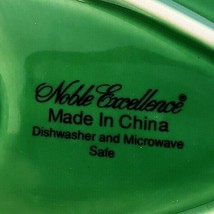 Noble Excellence®
Made In China
Dishwasher and Microwave
Safe